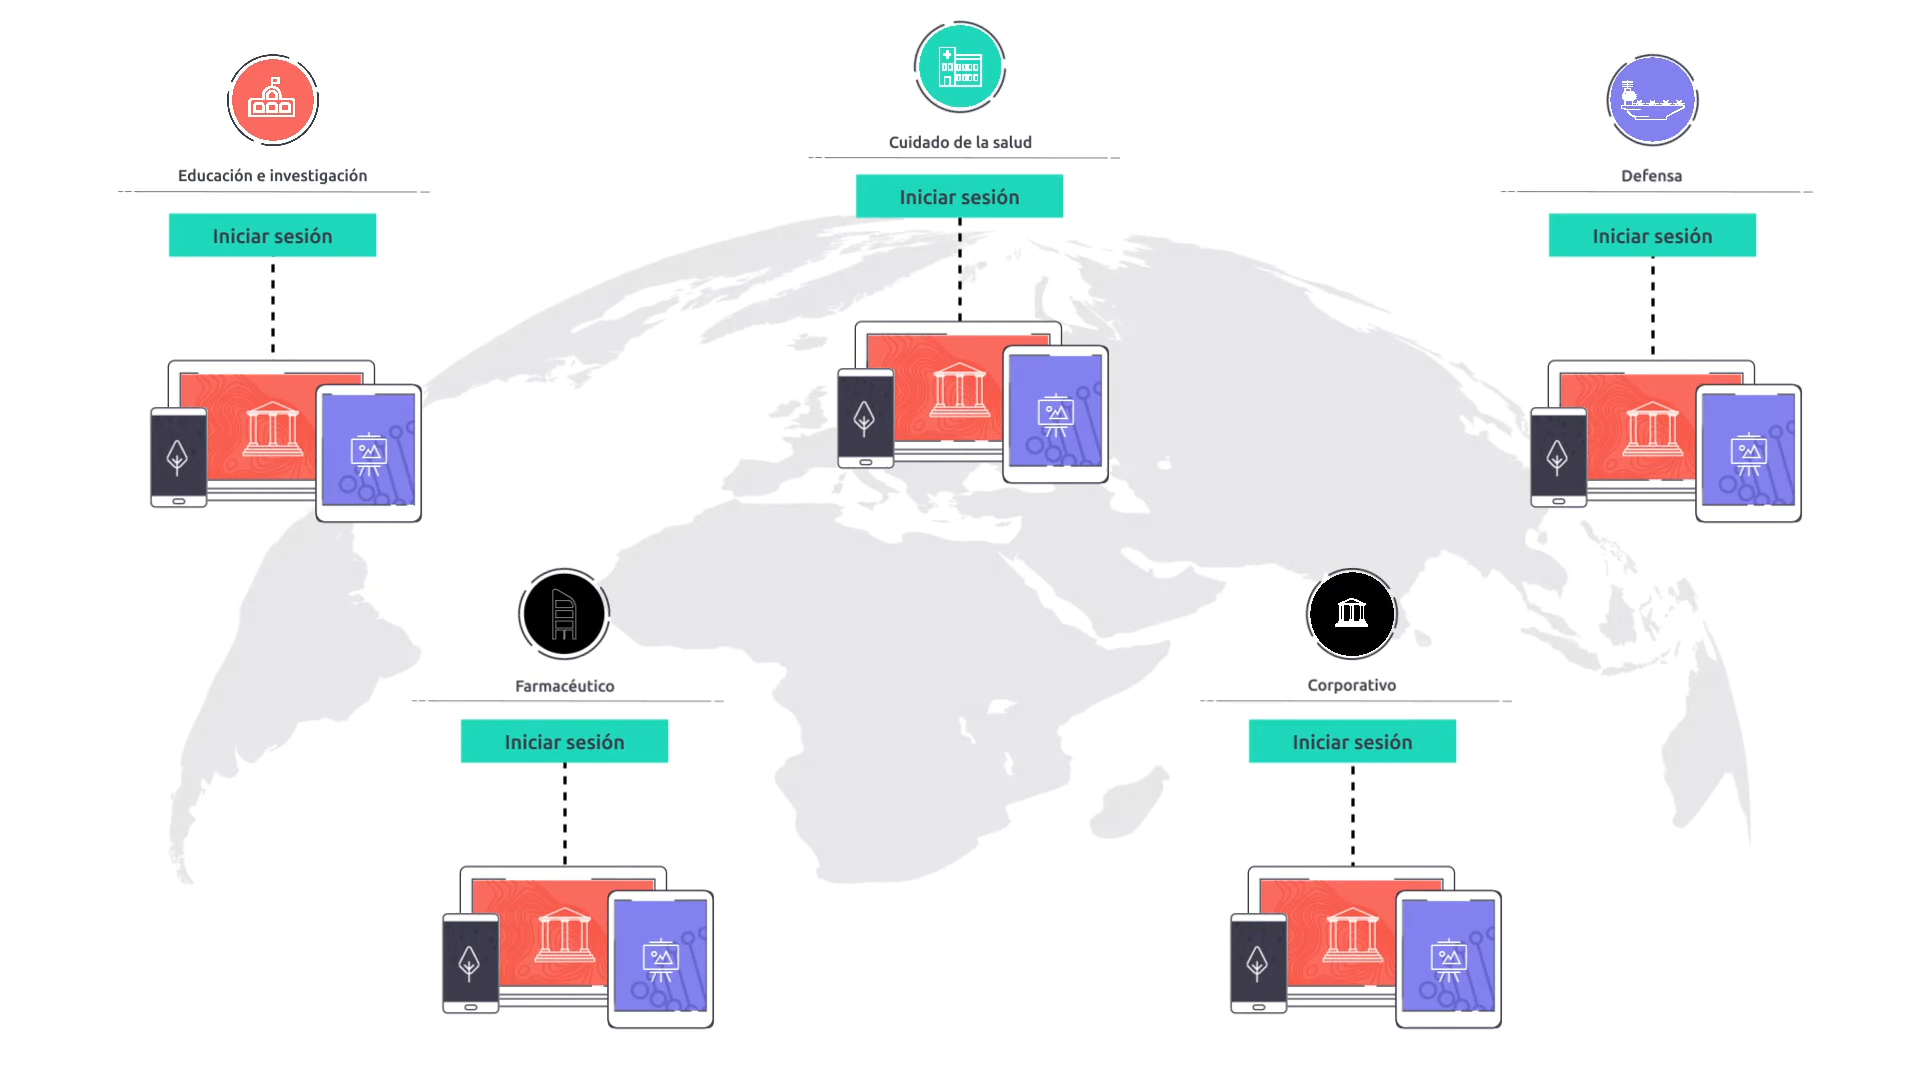 Educación e investigación
Iniciar sesión
Cuidado de la salud
Iniciar sesión
Defensa
Iniciar sesión
Farmacéutico
Iniciar sesión
Corporativo
Iniciar sesión